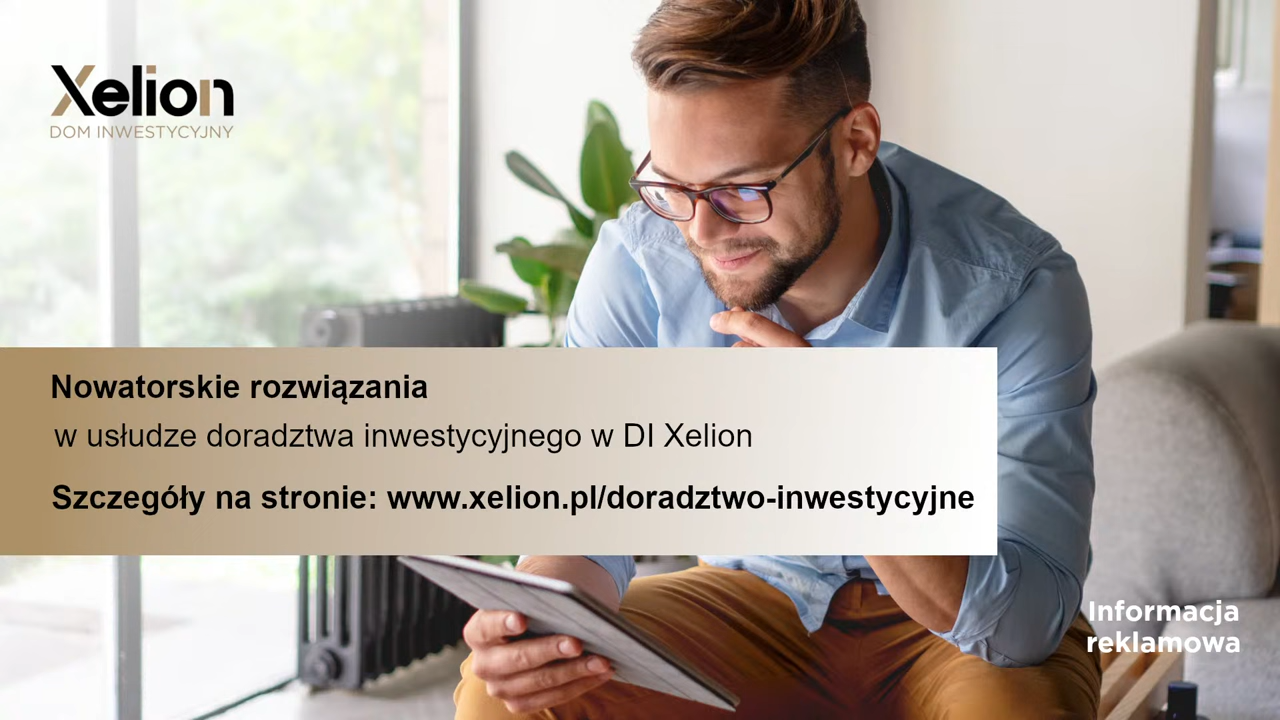 Xelion
DOM INWESTYCYJNY
Nowatorskie rozwiązania
w usłudze doradztwa inwestycyjnego w DI Xelion
Szczegóły na stronie: www.xelion.pl/doradztwo-inwestycyjne
Informacja
reklamowa